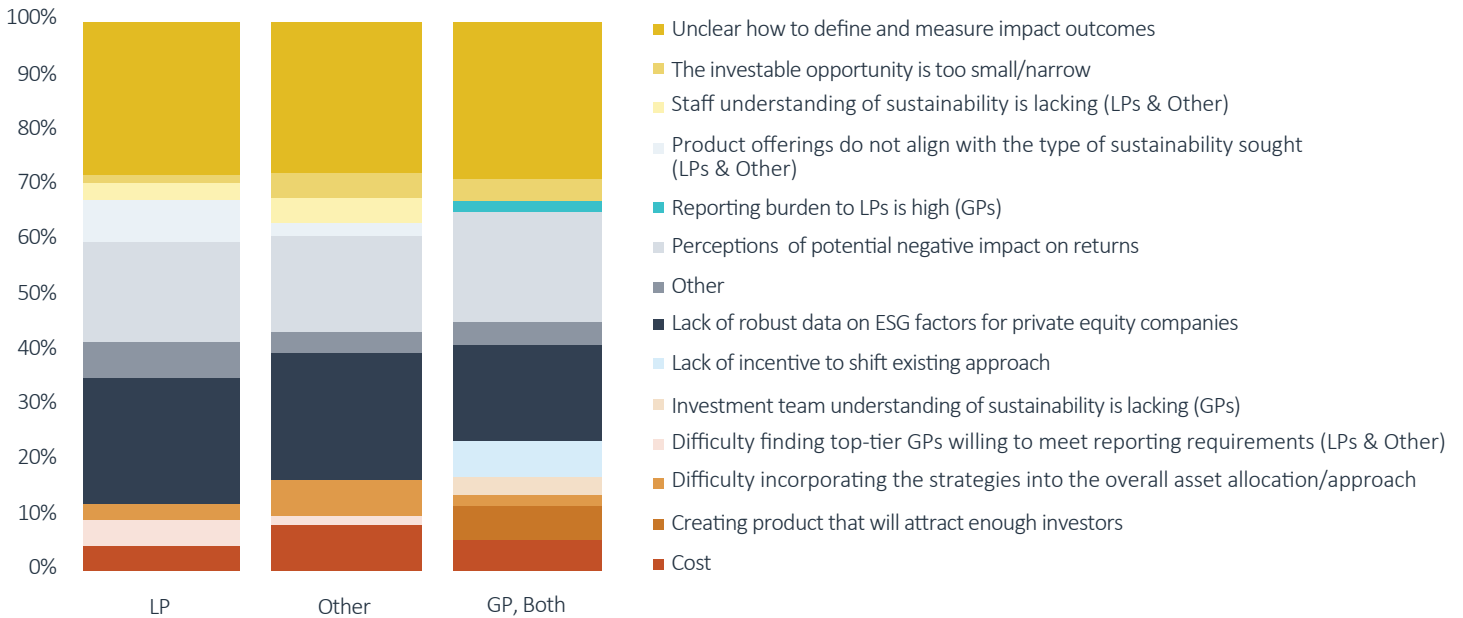 100%
90%
80%
70%
60%
50%
40%
30%
20%
10%
0%
LP
Other
GP, Both
Unclear how to define and measure impact outcomes
The investable opportunity is too small/narrow
Staff understanding of sustainability is lacking (LPs & Other)
Product offerings do not align with the type of sustainability sought
(LPs & Other)
Reporting burden to LPs is high (GPs)
Perceptions of potential negative impact on returns
Other
Lack of robust data on ESG factors for private equity companies
Lack of incentive to shift existing approach
Investment team understanding of sustainability is lacking (GPs)
Difficulty finding top-tier GPs willing to meet reporting requirements (LPs & Other)
Difficulty incorporating the strategies into the overall asset allocation/approach
Creating product that will attract enough investors
Cost